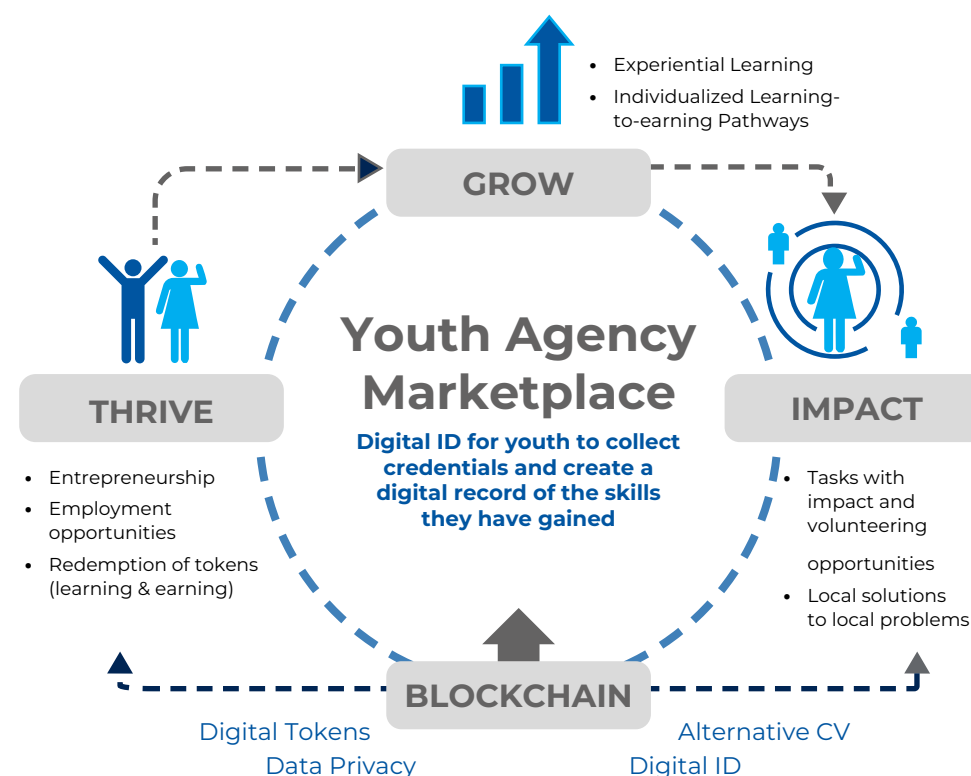 • Experiential Learning
• Individualized Learning-
to-earning Pathways
GROW
Youth Agency
Marketplace
Digital ID for youth to collect
credentials and create a
digital record of the skills
they have gained
THRIVE
• Entrepreneurship
• Employment
opportunities
• Redemption of tokens
(learning & earning)
IMPACT
• Tasks with
impact and
volunteering
opportunities
• Local solutions
to local problems
BLOCKCHAIN
Digital Tokens
Data Privacy
Alternative CV
Digital ID